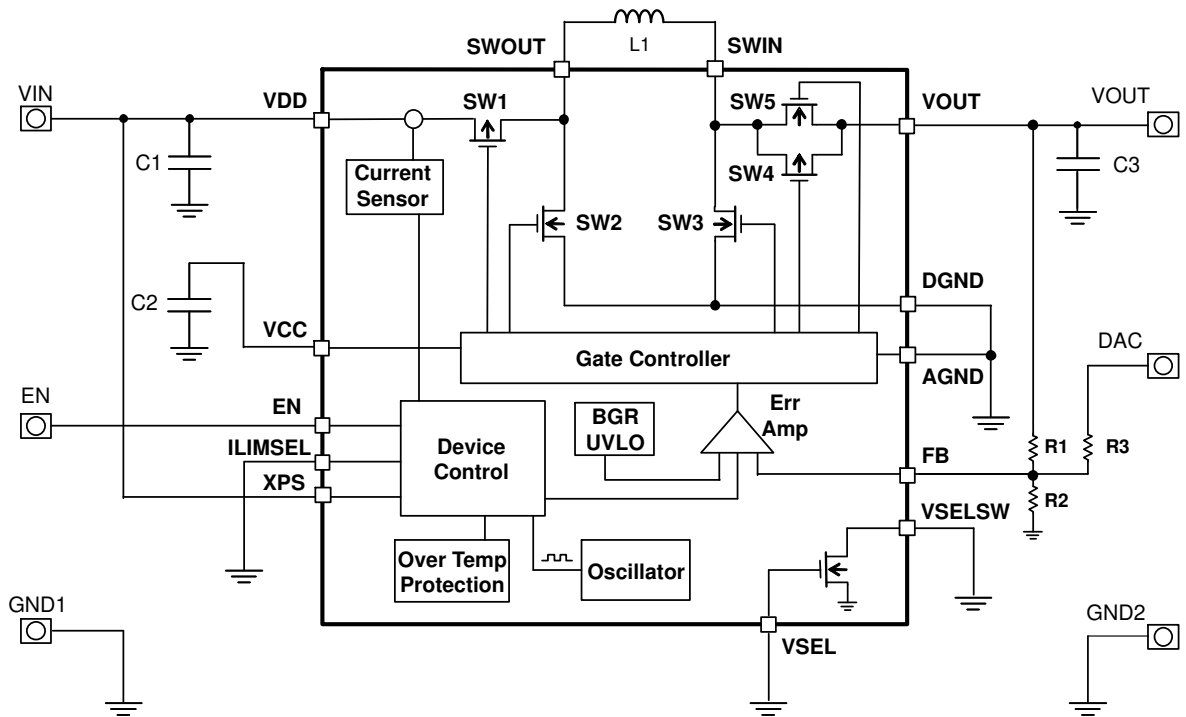 L1
SWOUT
SWIN
VIN
VDD
SW1
SW5
VOUT
VOUT
C1
Current
Sensor
SW4
C3
SW2
SW3
C2
DGND
VCC
Gate Controller
DAC
AGND
EN
EN
BGR
UVLO
Err
Amp
ILIMSEL
Device
Control
FB
R1
R3
XPS
R2
VSELSW
Over Temp
Protection
Oscillator
GND1
GND2
VSEL